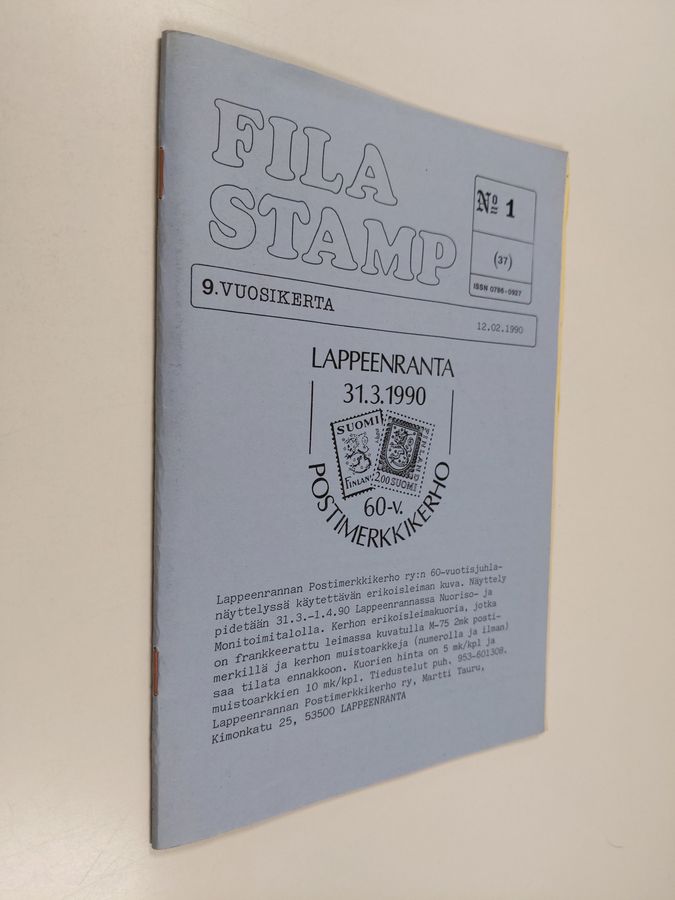 FILA
STAMP
№ 1
(37)
ISSN 0786-0927
9.VUOSIKERTA
12.02.1990
LAPPEENRANTA
31.3.1990
SUOMI
FINLAND
FINLAND
2.00 SUOMI
60-v.
POSTIMERKKIKERHO
Lappeenrannan Postimerkkikerho ry:n 60-vuotisjuhla-
näyttelyssä käytettävän erikoisleiman kuva. Näyttely
pidetään 31.3.-1.4.90 Lappeenrannassa Nuoriso- ja
Monitoimitalolla. Kerhon erikoisleimakuoria, jotka
on frankkeerattu leimassa kuvatulla M-75 2mk posti-
merkillä ja kerhon muistoarkkeja (numerolla ja ilman)
saa tilata ennakkoon. Kuorien hinta on 5 mk/kpl ja
muistoarkkien 10 mk/kpl. Tiedustelut puh. 953-601308.
Lappeenrannan Postimerkkikerho ry, Martti Tauru,
Kimonkatu 25, 53500 LAPPEENRANTA